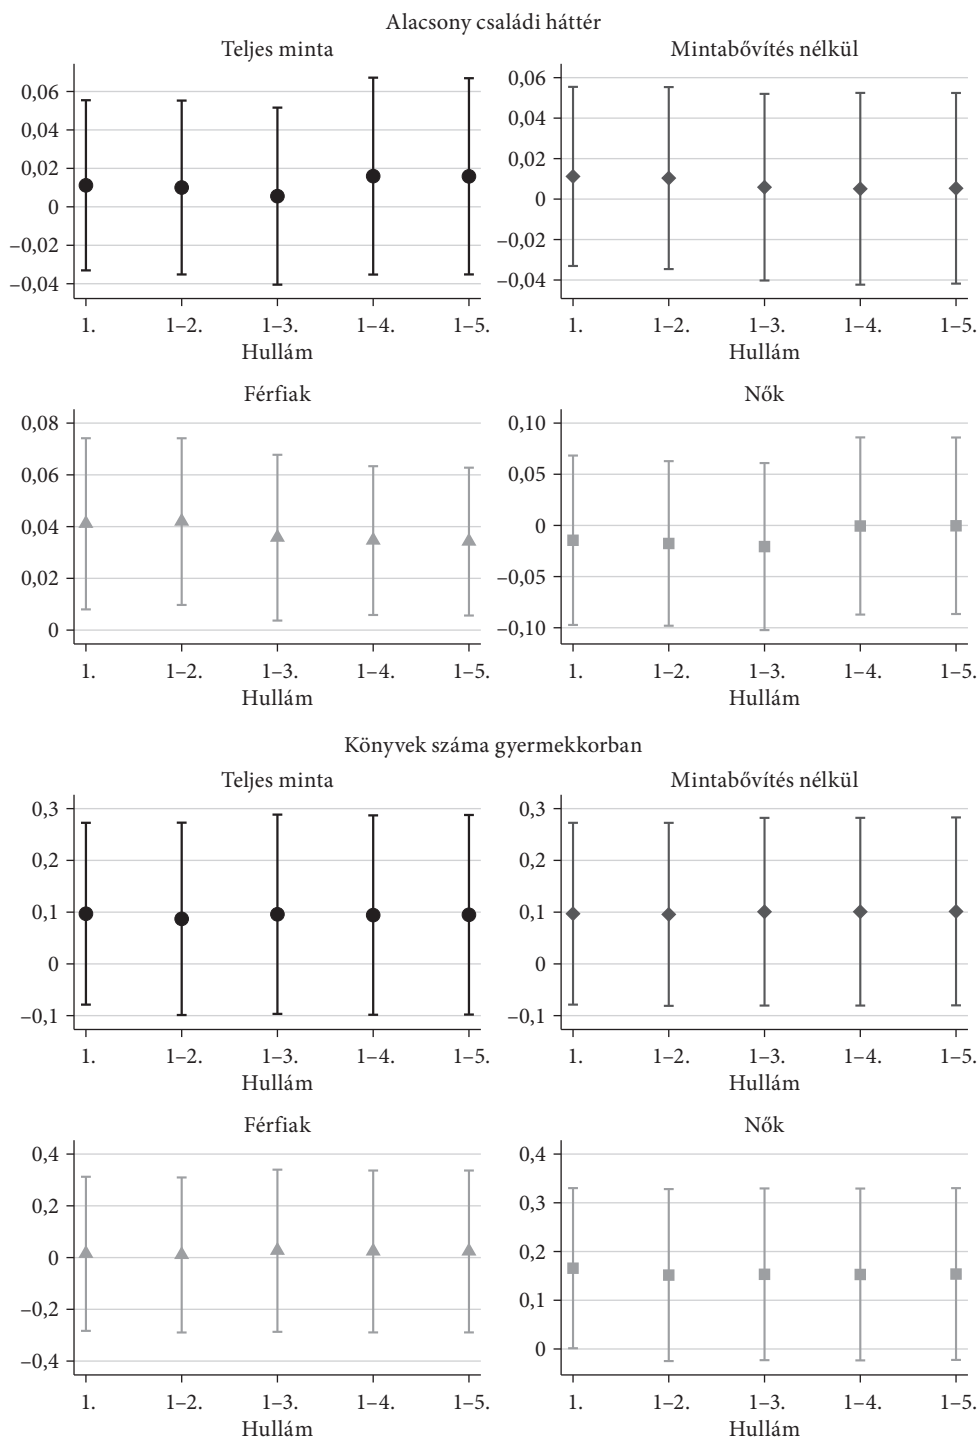 Alacsony családi háttér
Teljes minta
0,06
0,04
0,02
0
–0,02
–0,04
1. 1–2. 1–3. 1–4. 1–5.
Hullám
Mintabővítés nélkül
0,06
0,04
0,02
0
–0,02
–0,04
1. 1–2. 1–3. 1–4. 1–5.
Hullám
Férfiak
0,08
0,06
0,04
0,02
0
1. 1–2. 1–3. 1–4. 1–5.
Hullám
Nők
0,10
0,05
0
–0,05
–0,10
1. 1–2. 1–3. 1–4. 1–5.
Hullám
Könyvek száma gyermekkorban
Teljes minta
0,3
0,2
0,1
0
–0,1
1. 1–2. 1–3. 1–4. 1–5.
Hullám
Mintabővítés nélkül
0,3
0,2
0,1
0
–0,1
1. 1–2. 1–3. 1–4. 1–5.
Hullám
Férfiak
0,4
0,2
0
–0,2
–0,4
1. 1–2. 1–3. 1–4. 1–5.
Hullám
Nők
0,4
0,3
0,2
0,1
0
1. 1–2. 1–3. 1–4. 1–5.
Hullám